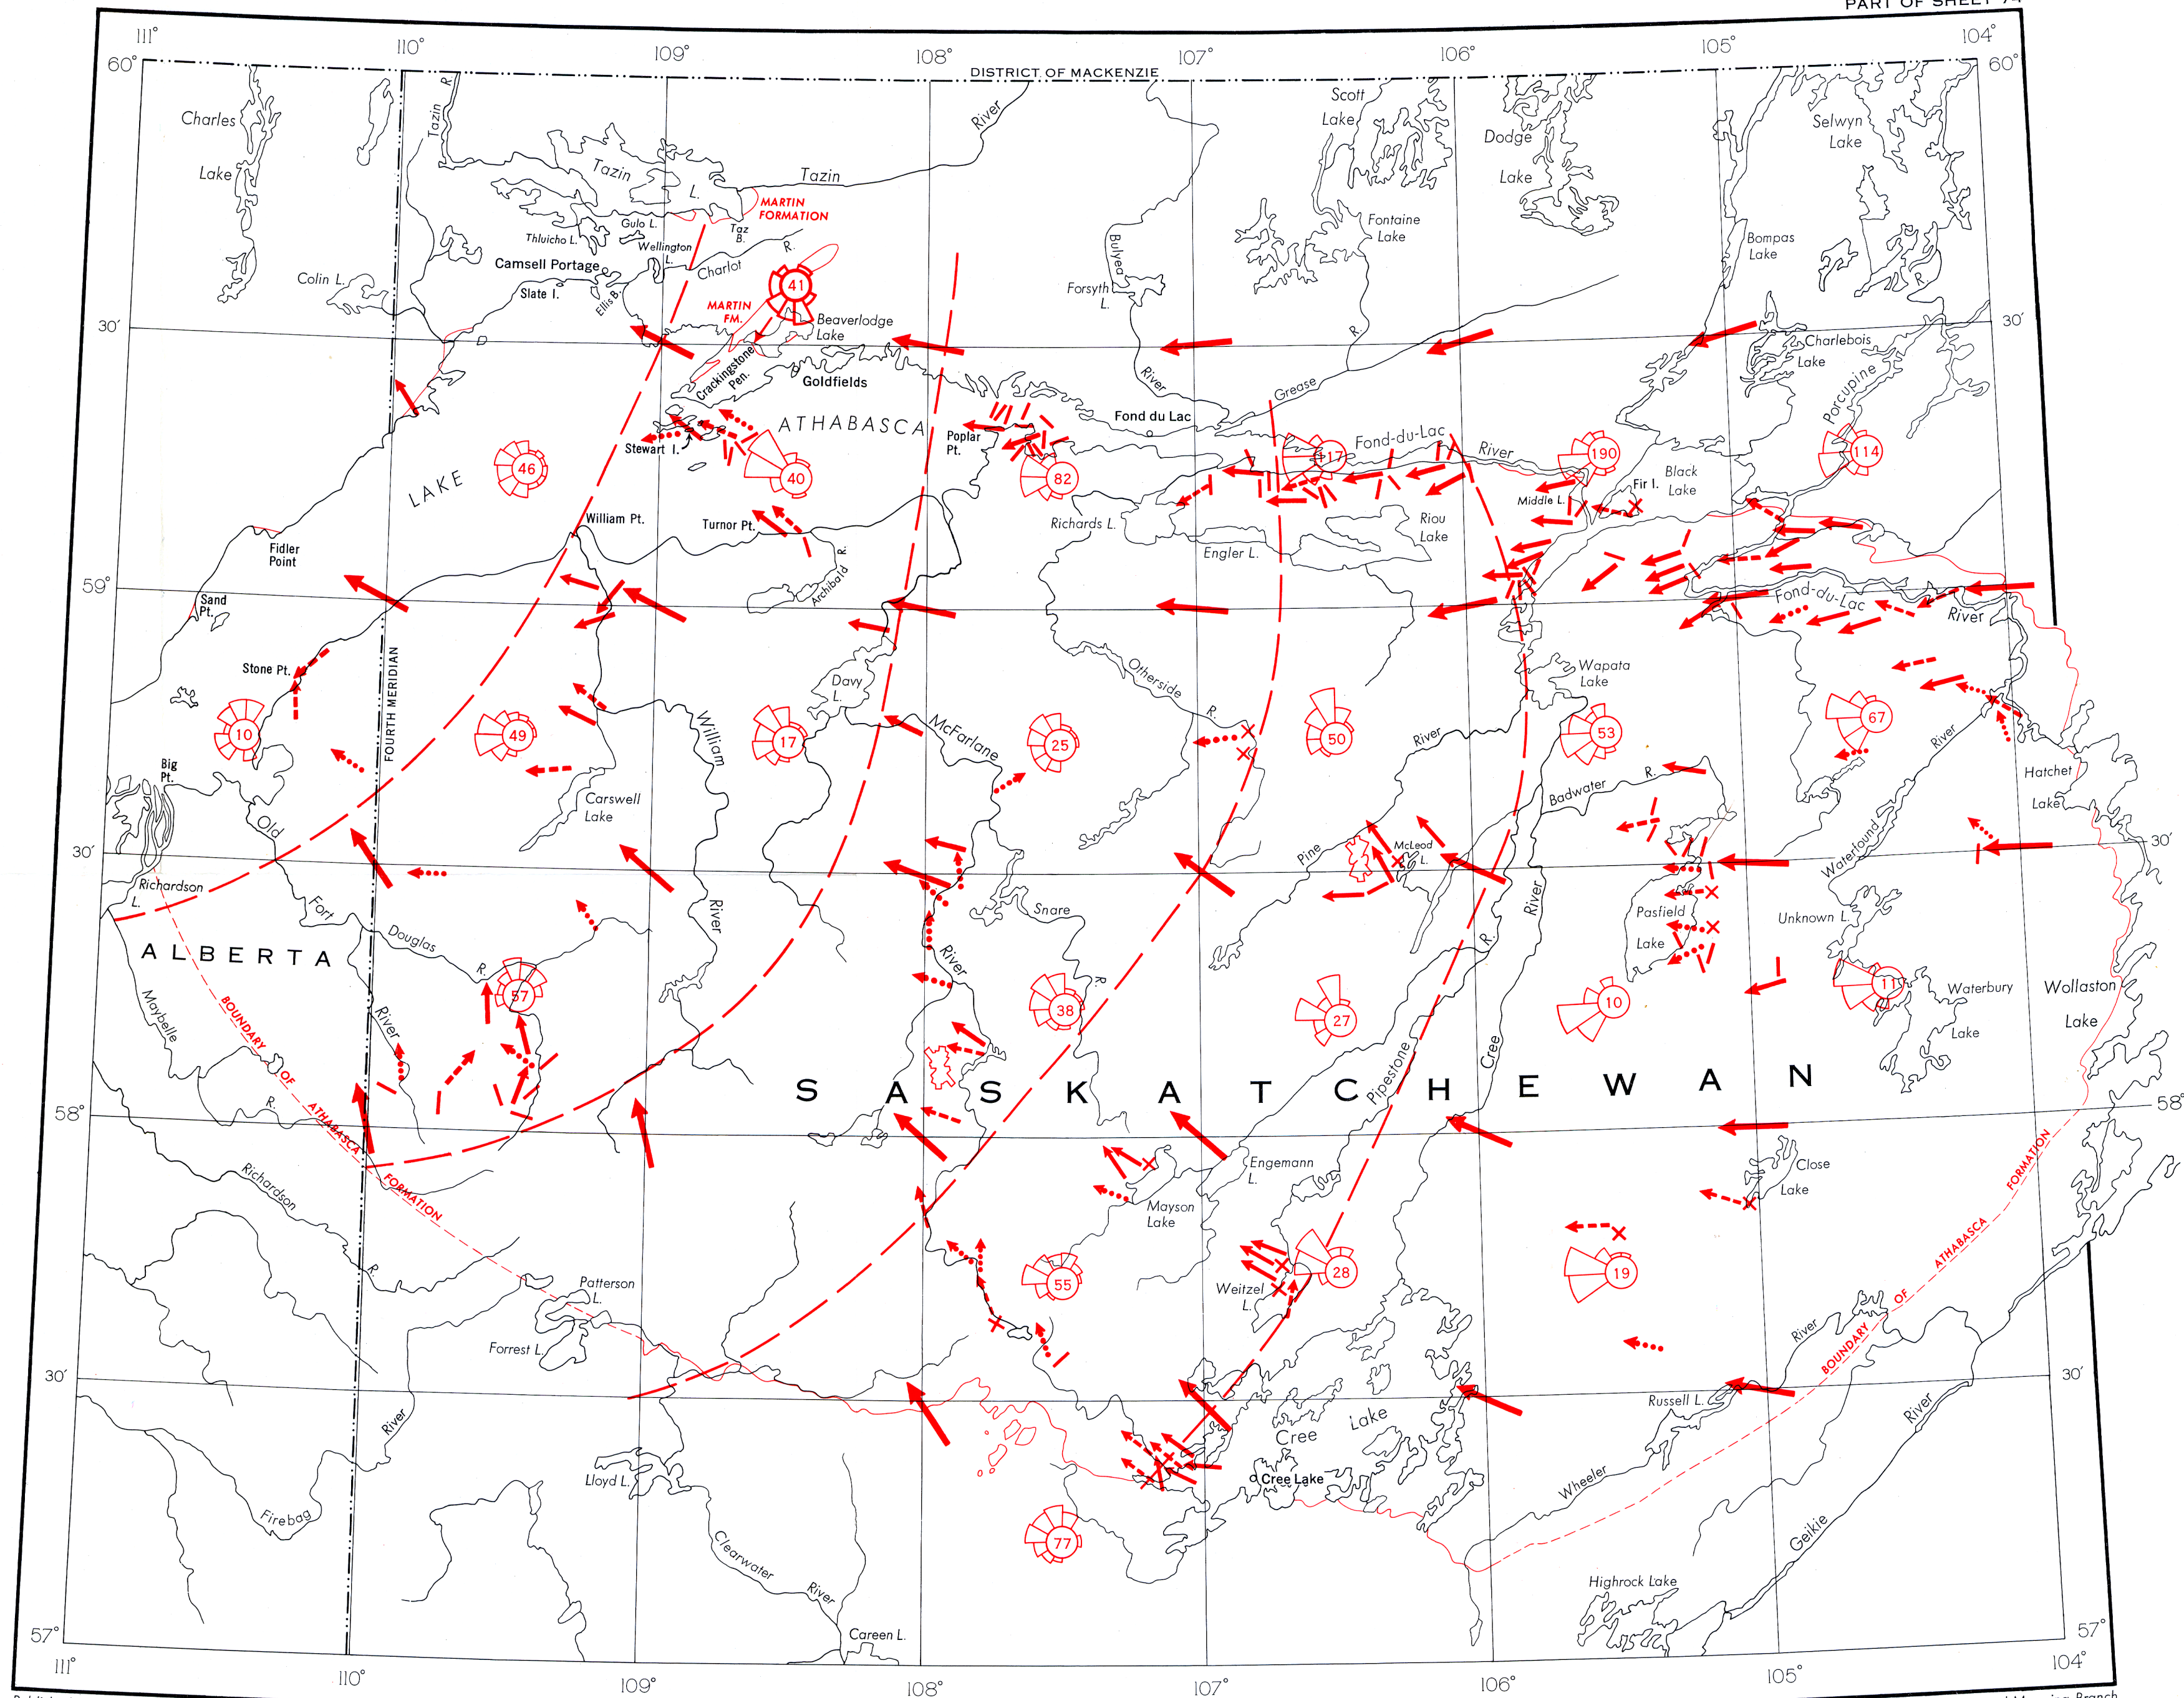 PART OF SHEET 74
111°
110°
109°
108°
107°
106°
105°
104°
60°
DISTRICT OF MACKENZIE
60°
Charles
Lake
Tazin
R.
Tazin
L.
Tazin
River
Scott
Lake
Dodge
Lake
Selwyn
Lake
MARTIN
FORMATION
Gulo L.
Taz
B.
Thluicho L.
Wellington
L.
Camsell Portage
Charlot
R.
Colin L.
Slate I.
Ellis B.
41
MARTIN
FM.
Beaverlodge
Lake
Bulyea
Forsyth
L.
River
Fontaine
Lake
Bompas
Lake
R.
30′
30′
Crackingstone
Pen.
Goldfields
Grease
R.
Charlebois
Lake
Porcupine
ATHABASCA
Stewart I.
Poplar
Pt.
Fond du Lac
Fond-du-Lac
River
LAKE
46
40
82
117
190
114
Black
Lake
Fir I.
Middle L.
William Pt.
Turnor Pt.
Richards L.
Engler L.
Riou
Lake
Fidler
Point
Archibald
R.
59°
Sand
Pt.
Fond-du-Lac
River
Stone Pt.
FOURTH MERIDIAN
Davy
L.
Otherside
R.
Wapata
Lake
10
49
17
25
50
53
67
William
McFarlane
River
River
Big
Pt.
Badwater
R.
Hatchet
Lake
Carswell
Lake
Old
30′
Pine
McLeod
L.
Waterfound
30′
Richardson
L.
Fort
River
Snare
River
Pasfield
Lake
Unknown L.
ALBERTA
Douglas
R.
River
R.
R.
57
38
27
10
11
Waterbury
Lake
Wollaston
Lake
Maybelle
River
BOUNDARY
OF
ATHABASCA
FORMATION
SASKATCHEWAN
Pipestone
Cree
58°
R.
58°
Richardson
R.
Engemann
L.
Close
Lake
FORMATION
Mayson
Lake
ATHABASCA
Patterson
L.
55
Weitzel
L.
28
19
OF
BOUNDARY
Forrest L.
River
30′
30′
River
Russell L.
River
Cree
Lake
Lloyd L.
Cree Lake
Wheeler
Firebag
77
Clearwater
River
Geikie
Highrock Lake
57°
Careen L.
57°
111°
110°
109°
108°
107°
106°
105°
104°